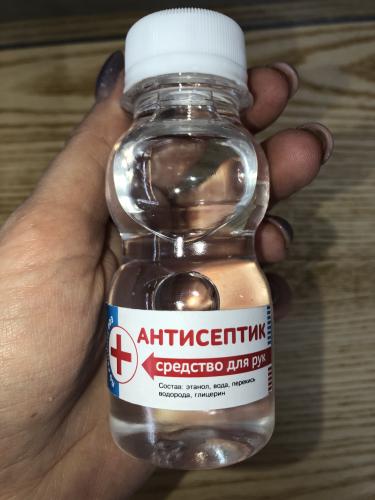 АНТИСЕПТИК
средство для рук
Состав: этанол, вода, перекись
водорода, глицерин